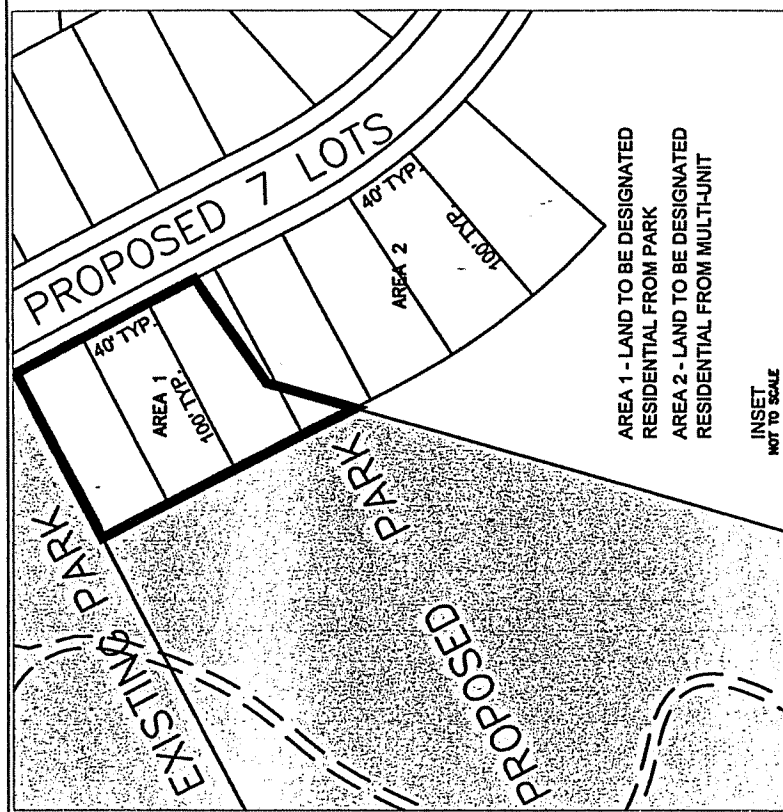 PROPOSED 7 LOTS
40' TYP.
AREA 1
100' TYP.
40' TYP.
AREA 2
100' TYP.
EXISTING PARK
PROPOSED PARK
AREA 1 - LAND TO BE DESIGNATED
RESIDENTIAL FROM PARK
AREA 2 - LAND TO BE DESIGNATED
RESIDENTIAL FROM MULTI-UNIT
INSET
NOT TO SCALE